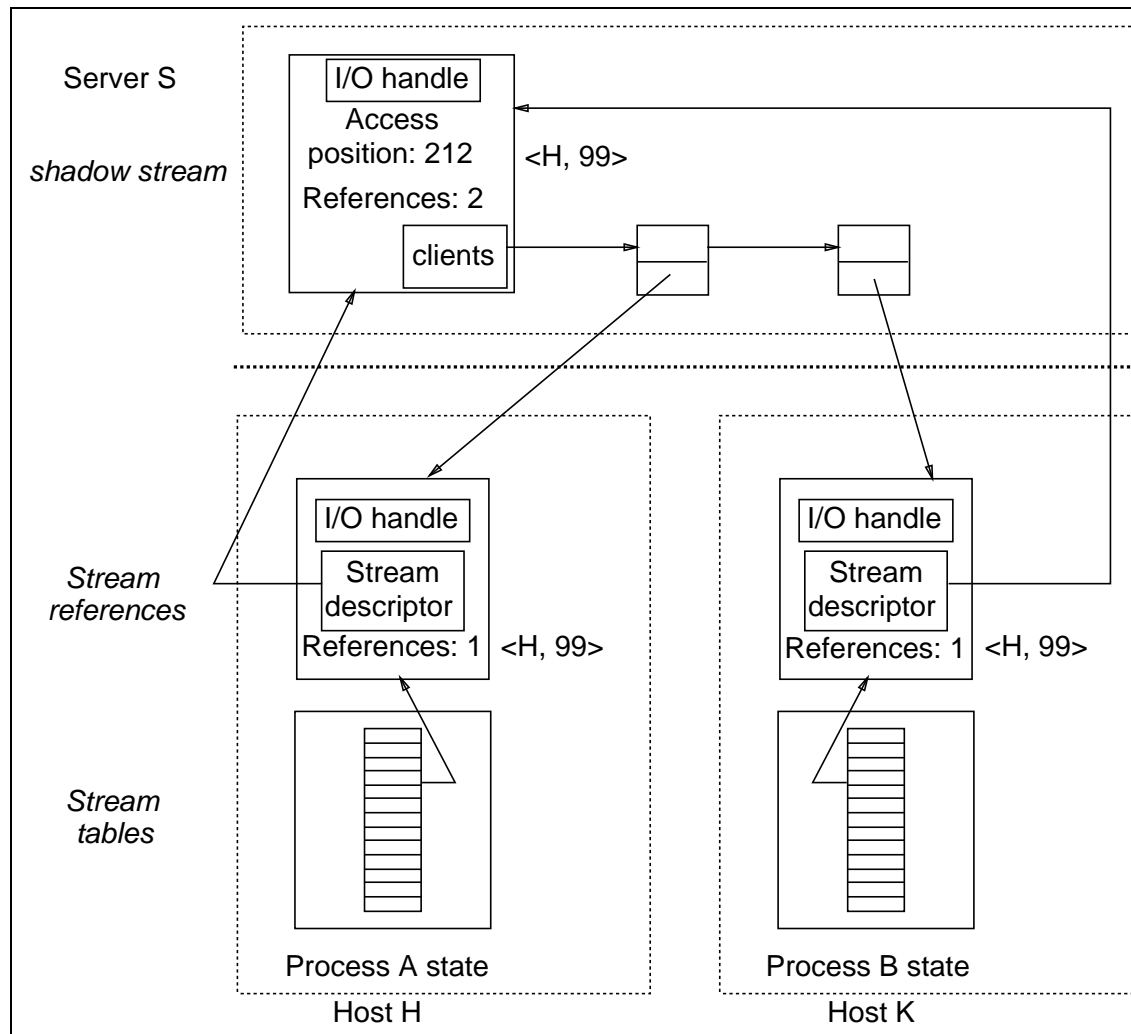 Server S
shadow stream
I/O handle
Access
position: 212
References: 2
<H, 99>
clients
Stream
references
I/O handle
Stream
descriptor
References: 1
<H, 99>
I/O handle
Stream
descriptor
References: 1
<H, 99>
Stream
tables
Process A state
Host H
Process B state
Host K